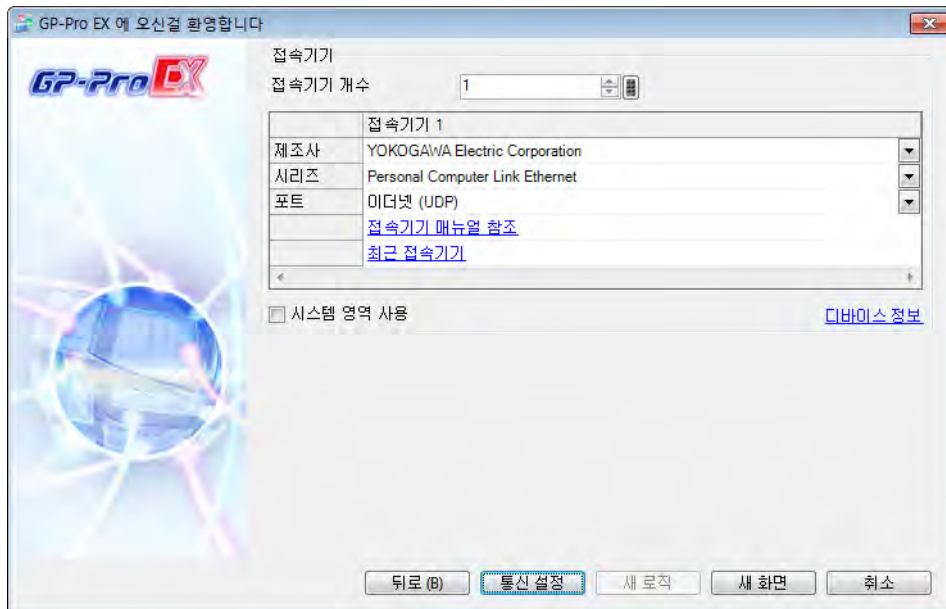 GP-Pro EX 에 오신걸 환영합니다
GP-Pro EX
접속기기
접속기기 개수 1
접속기기 1
제조사 YOKOGAWA Electric Corporation
시리즈 Personal Computer Link Ethernet
포트 이더넷 (UDP)
접속기기 매뉴얼 참조
최근 접속기기
시스템 영역 사용 디바이스 정보
뒤로 (B) 통신 설정 새 로직 새 화면 취소